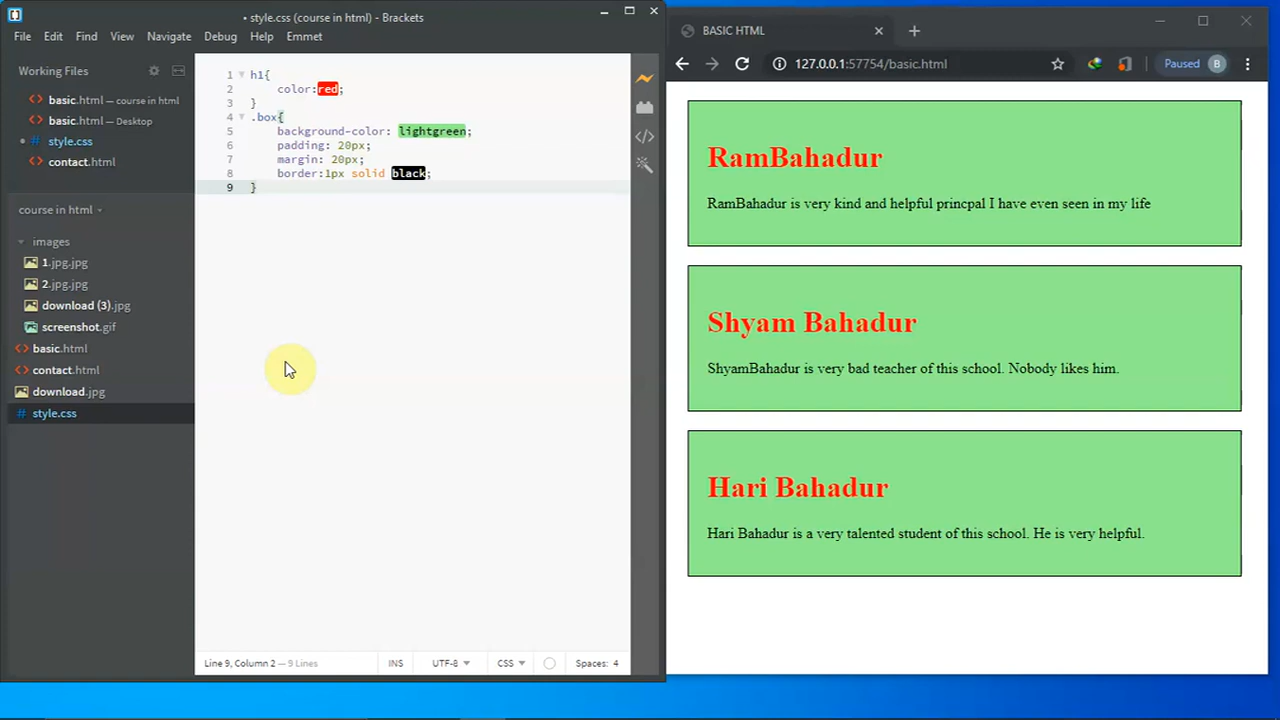 • style.css (course in html) - Brackets
File Edit Find View Navigate Debug Help Emmet
Working Files
basic.html — course in html
basic.html — Desktop
# style.css
contact.html
course in html
images
1.jpg.jpg
2.jpg.jpg
download (3).jpg
screenshot.gif
basic.html
contact.html
download.jpg
# style.css
1 h1{
2 color:red;
3 }
4 .box{
5 background-color: lightgreen;
6 padding: 20px;
7 margin: 20px;
8 border:1px solid black;
9 }
Line 9, Column 2 — 9 Lines INS UTF-8 CSS Spaces: 4
BASIC HTML
127.0.0.1:57754/basic.html Paused B
RamBahadur
RamBahadur is very kind and helpful princpal I have even seen in my life
Shyam Bahadur
ShyamBahadur is very bad teacher of this school. Nobody likes him.
Hari Bahadur
Hari Bahadur is a very talented student of this school. He is very helpful.